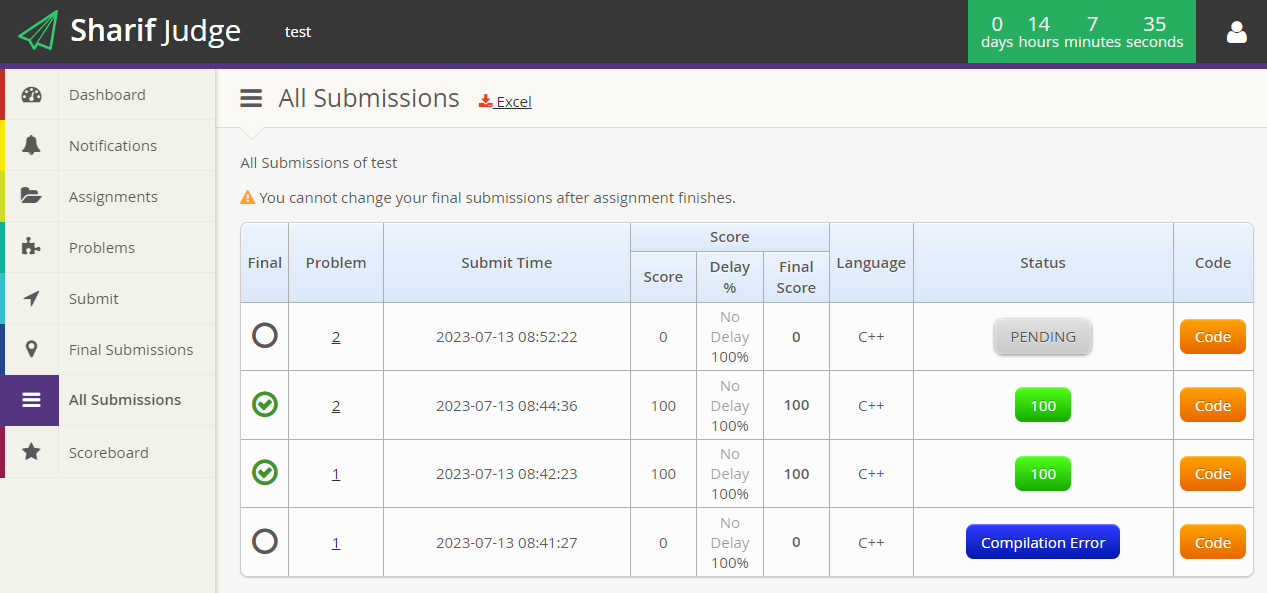 Sharif Judge
test
0 14 7 35
days hours minutes seconds
Dashboard
Notifications
Assignments
Problems
Submit
Final Submissions
All Submissions
Scoreboard
All Submissions Excel
All Submissions of test
You cannot change your final submissions after assignment finishes.
Final Problem Submit Time Score Language Status Code
Score Delay % Final Score
2 2023-07-13 08:52:22 0 No Delay 100% 0 C++ PENDING Code
2 2023-07-13 08:44:36 100 No Delay 100% 100 C++ 100 Code
1 2023-07-13 08:42:23 100 No Delay 100% 100 C++ 100 Code
1 2023-07-13 08:41:27 0 No Delay 100% 0 C++ Compilation Error Code